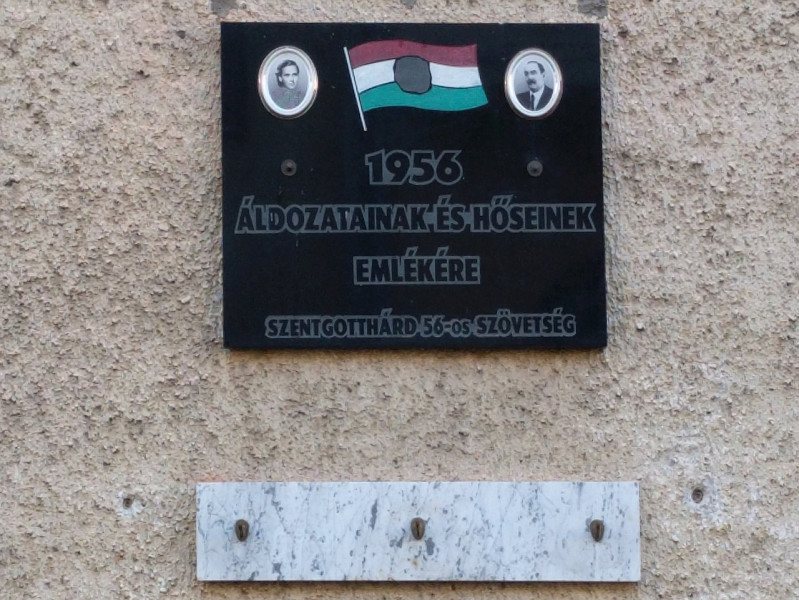 1956
ÁLDOZATAINAK ÉS HŐSEINEK
EMLÉKÉRE
SZENTGOTTHÁRD 56-OS SZÖVETSÉG